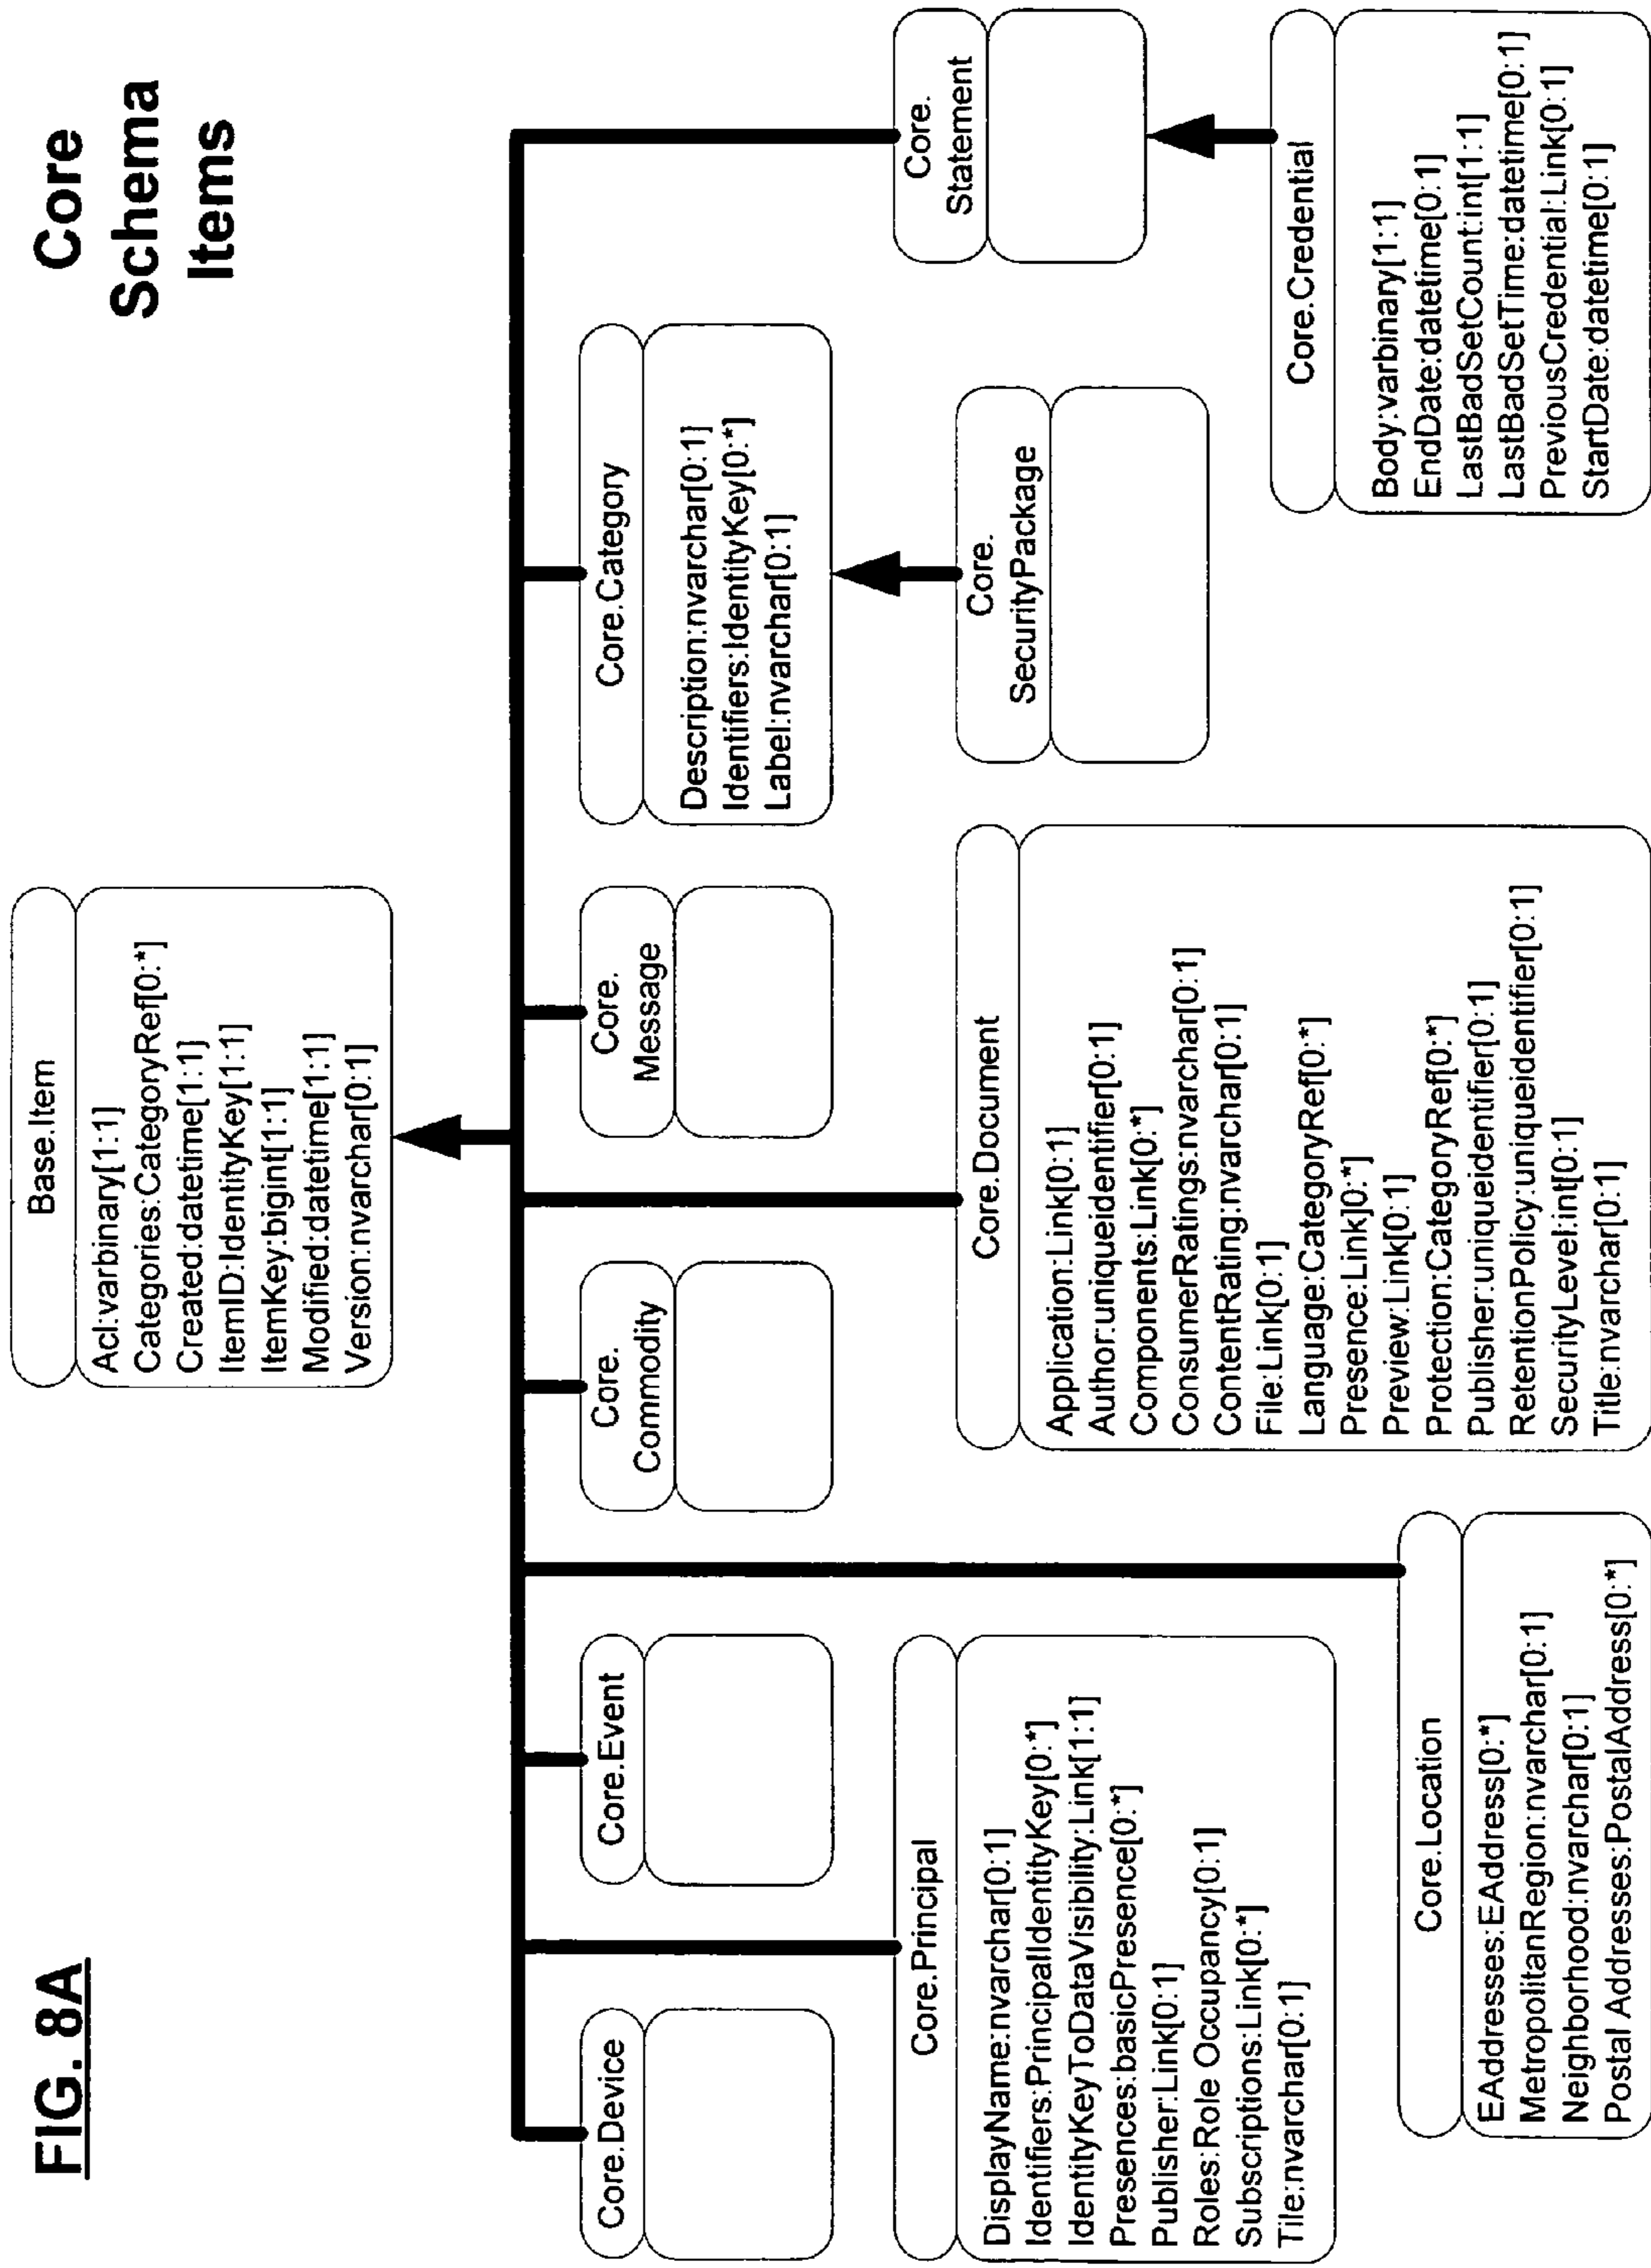 FIG. 8A
Core
Schema
Items
Base.Item
Acl:varbinary[1:1]
Categories:CategoryRef[0:*]
Created:datetime[1:1]
ItemID:IdentityKey[1:1]
ItemKey:bigint[1:1]
Modified:datetime[1:1]
Version:nvarchar[0:1]
Core.Device
Core.Event
Core.
Commodity
Core.
Message
Core.Category
Description:nvarchar[0:1]
Identifiers:IdentityKey[0:*]
Label:nvarchar[0:1]
Core.
Statement
Core.Principal
DisplayName:nvarchar[0:1]
Identifiers:PrincipalIdentityKey[0:*]
IdentityKeyToDataVisibility:Link[1:1]
Presences:basicPresence[0:*]
Publisher:Link[0:1]
Roles:Role Occupancy[0:1]
Subscriptions:Link[0:*]
Tile:nvarchar[0:1]
Core.Document
Application:Link[0:1]
Author:uniqueidentifier[0:1]
Components:Link[0:*]
ConsumerRatings:nvarchar[0:1]
ContentRating:nvarchar[0:1]
File:Link[0:1]
Language:CategoryRef[0:*]
Presence:Link]0:*]
Preview:Link[0:1]
Protection:CategoryRef[0:*]
Publisher:uniqueidentifier[0:1]
RetentionPolicy:uniqueidentifier[0:1]
SecurityLevel:int[0:1]
Title:nvarchar[0:1]
Core.
SecurityPackage
Core.Location
EAddresses:EAddress[0:*]
MetropolitanRegion:nvarchar[0:1]
Neighborhood:nvarchar[0:1]
Postal Addresses:PostalAddress[0:*]
Core.Credential
Body:varbinary[1:1]
EndDate:datetime[0:1]
LastBadSetCount:int[1:1]
LastBadSetTime:datetime[0:1]
PreviousCredential:Link[0:1]
StartDate:datetime[0:1]